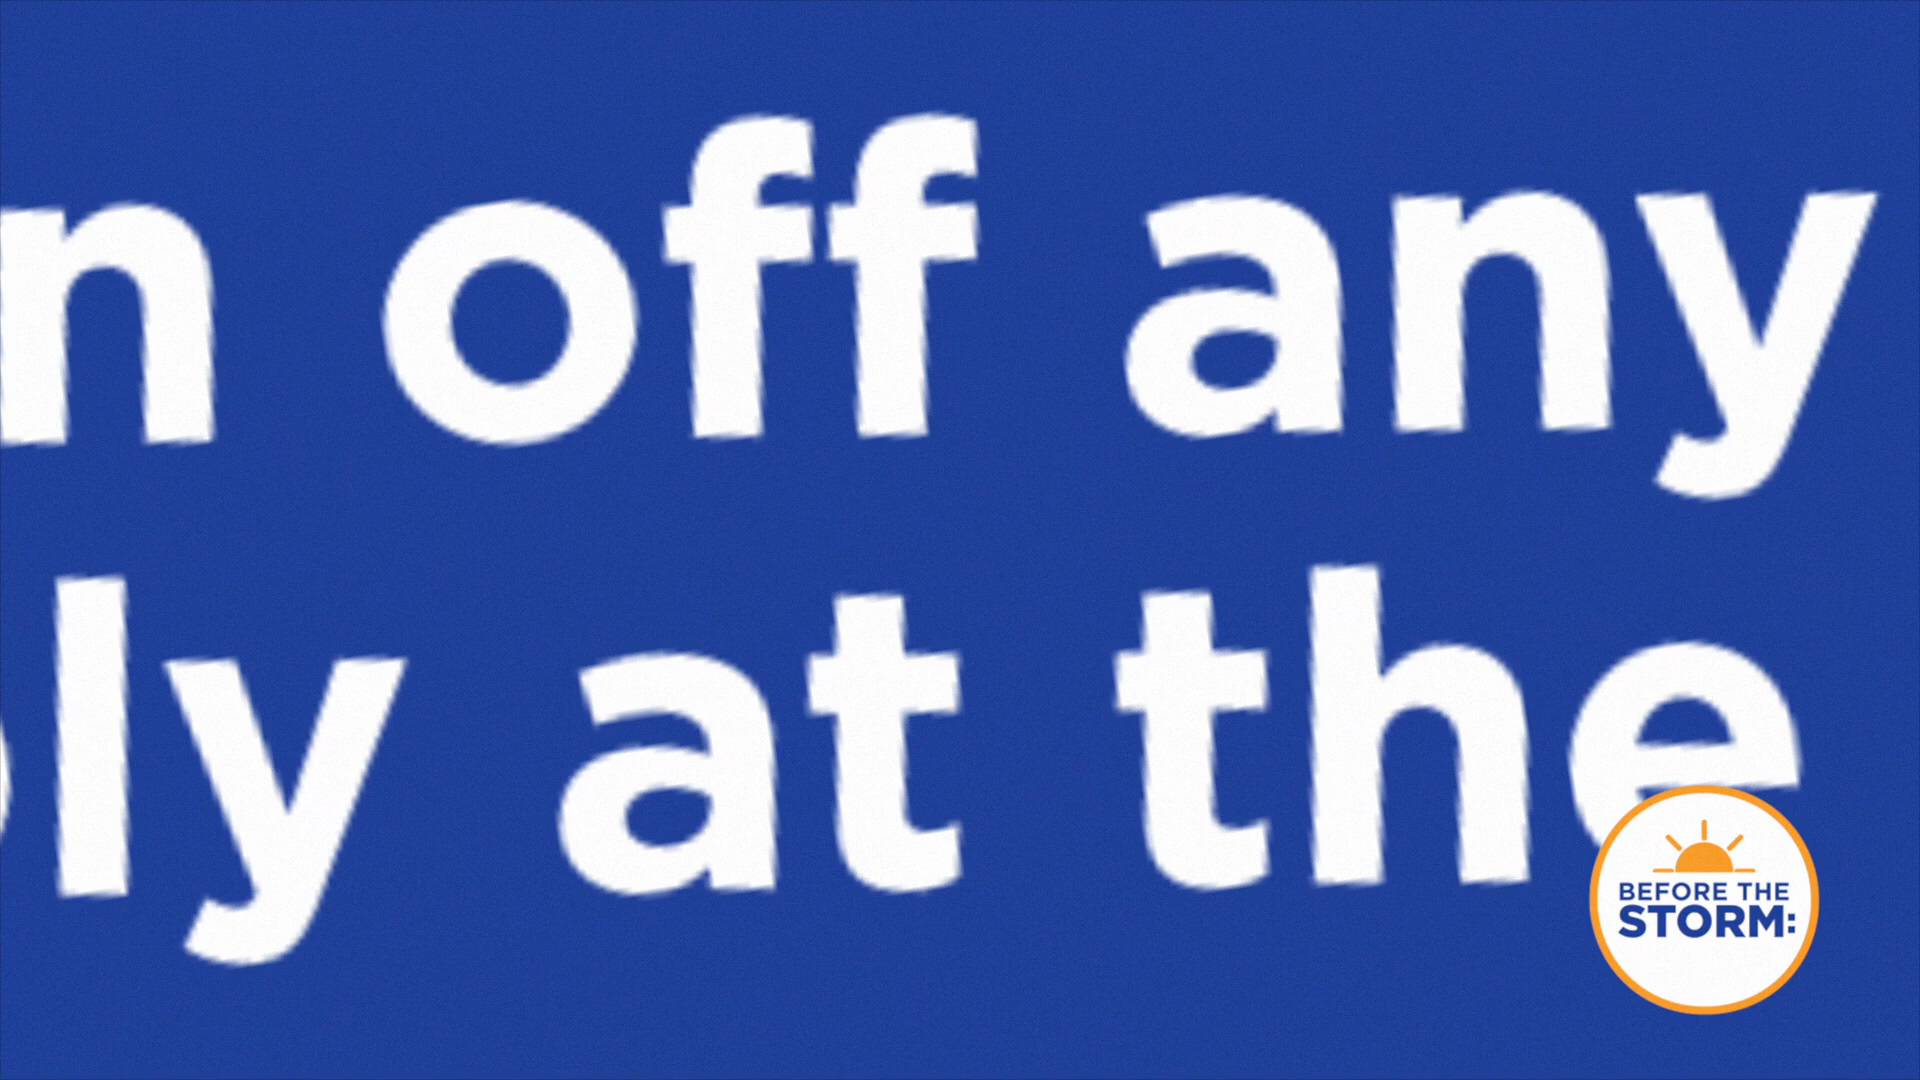 n off any
ly at the
BEFORE THE
STORM: